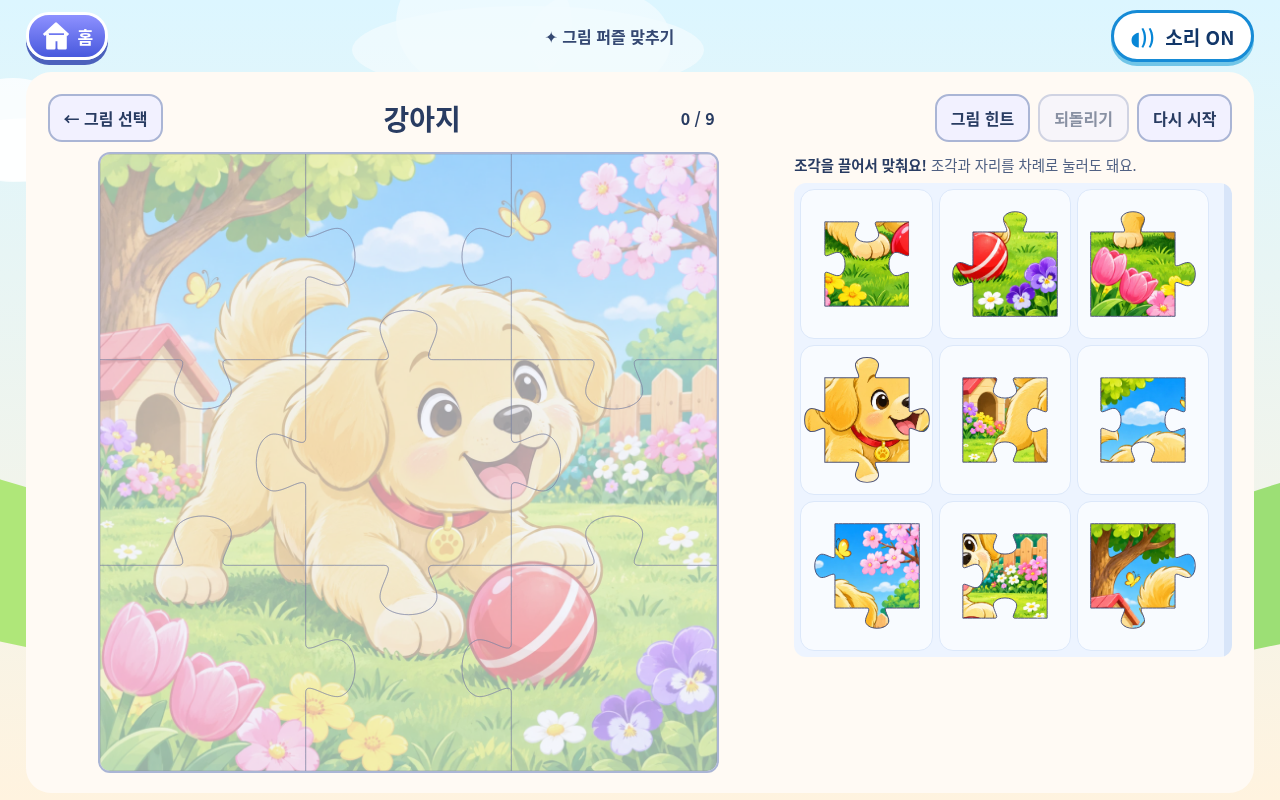 홈
✦ 그림 퍼즐 맞추기
소리 ON
← 그림 선택
강아지
0 / 9
그림 힌트
되돌리기
다시 시작
조각을 끌어서 맞춰요! 조각과 자리를 차례로 눌러도 돼요.